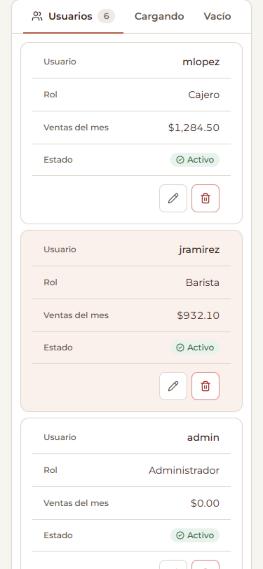 Usuarios 6 Cargando Vacío
Usuario mlopez
Rol Cajero
Ventas del mes $1,284.50
Estado Activo
Usuario jramirez
Rol Barista
Ventas del mes $932.10
Estado Activo
Usuario admin
Rol Administrador
Ventas del mes $0.00
Estado Activo